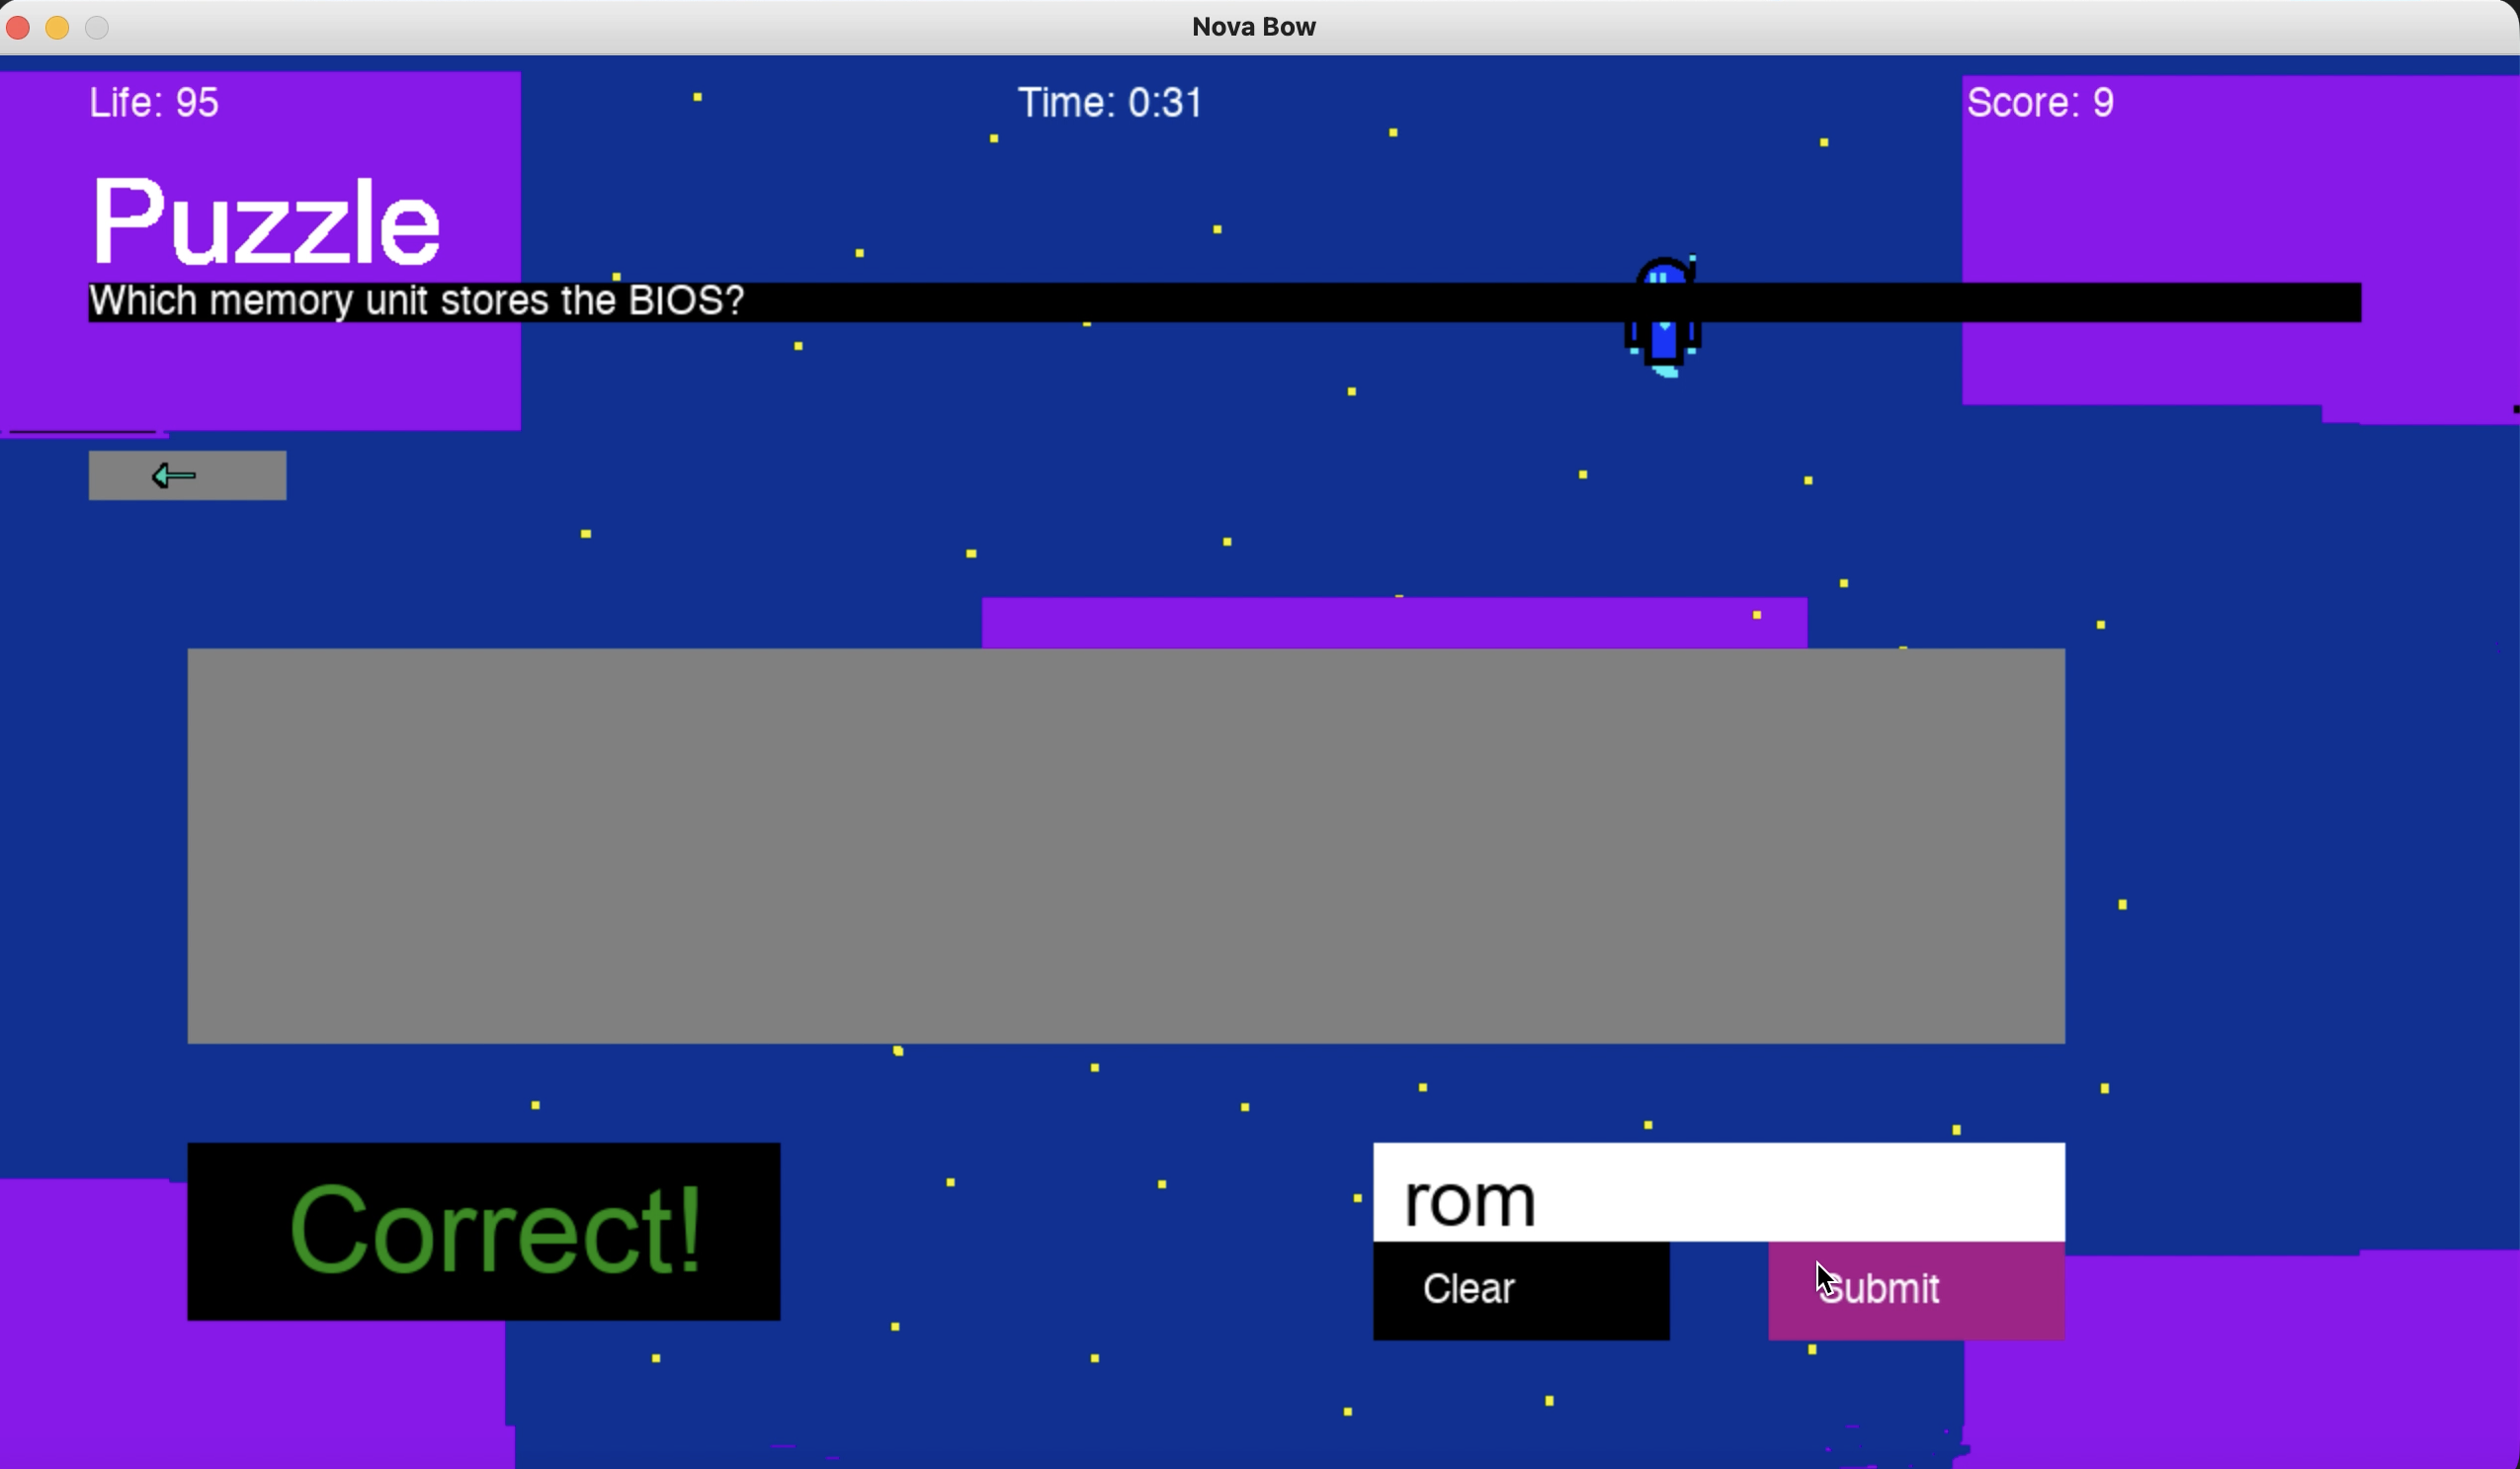 Nova Bow
Life: 95
Time: 0:31
Score: 9
Puzzle
Which memory unit stores the BIOS?
Correct!
rom
Clear
Submit